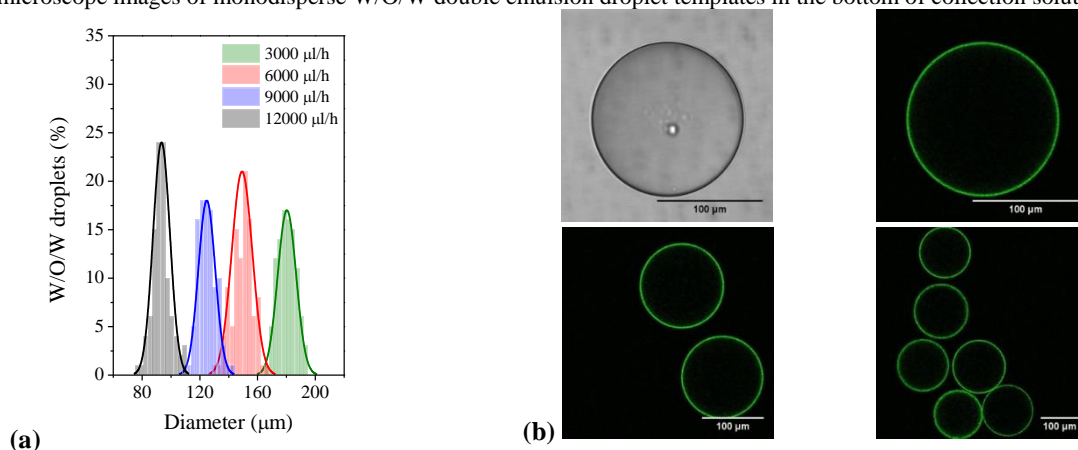 microscope images of monodisperse W/O/W double emulsion droplet templates in the bottom of collection
35
30
25
20
15
10
5
0
W/O/W droplets (%)
3000 μl/h
6000 μl/h
9000 μl/h
12000 μl/h
80 120 160 200
Diameter (μm)
(a)
100 μm
100 μm
100 μm
100 μm
(b)